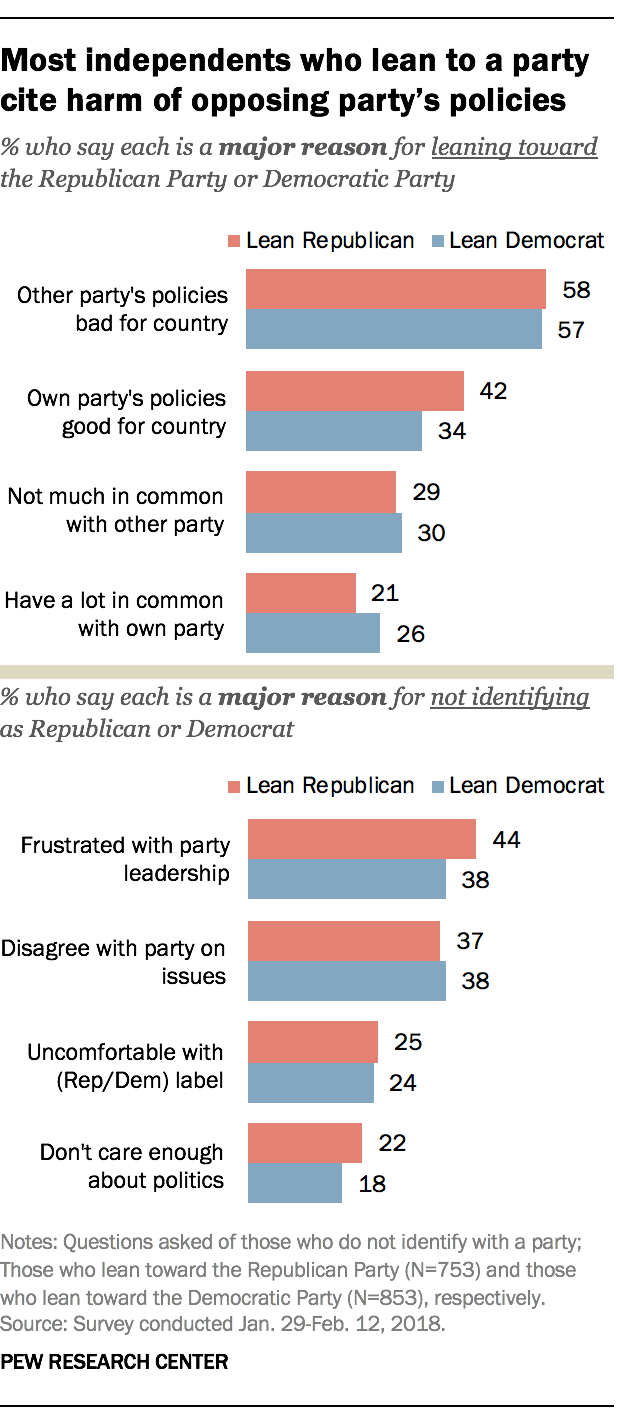 Most independents who lean to a party
cite harm of opposing party's policies
% who say each is a major reason for leaning toward
the Republican Party or Democratic Party
Lean Republican Lean Democrat
Other party's policies
bad for country
58
57
Own party's policies
good for country
42
34
Not much in common
with other party
29
30
Have a lot in common
with own party
21
26
% who say each is a major reason for not identifying
as Republican or Democrat
Lean Republican Lean Democrat
Frustrated with party
leadership
44
38
Disagree with party on
issues
37
38
Uncomfortable with
(Rep/Dem) label
25
24
Don't care enough
about politics
22
18
Notes: Questions asked of those who do not identify with a party;
Those who lean toward the Republican Party (N=753) and those
who lean toward the Democratic Party (N=853), respectively.
Source: Survey conducted Jan. 29-Feb. 12, 2018.
PEW RESEARCH CENTER